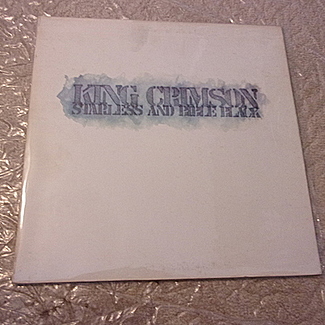 KING CRIMSON
STARLESS AND BIBLE BLACK